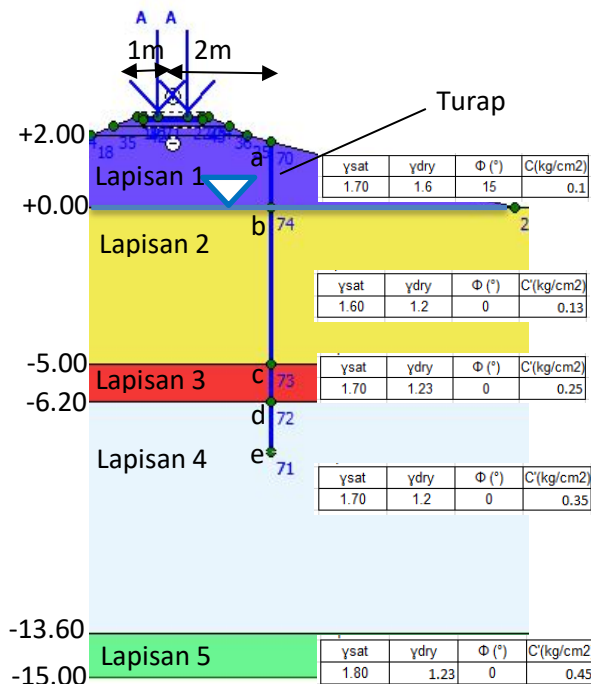 A A
1m 2m
Turap
+2.00
18 35
36
a 70
Lapisan 1
γsat γdry Φ (°) C(kg/cm2)
1.70 1.6 15 0.1
+0.00
b 74
2
Lapisan 2
γsat γdry Φ (°) C'(kg/cm2)
1.60 1.2 0 0.13
-5.00
Lapisan 3
c 73
γsat γdry Φ (°) C'(kg/cm2)
1.70 1.23 0 0.25
-6.20
d 72
Lapisan 4
e 71
γsat γdry Φ (°) C'(kg/cm2)
1.70 1.2 0 0.35
-13.60
Lapisan 5
γsat γdry Φ (°) C'(kg/cm2)
1.80 1.23 0 0.45
-15.00